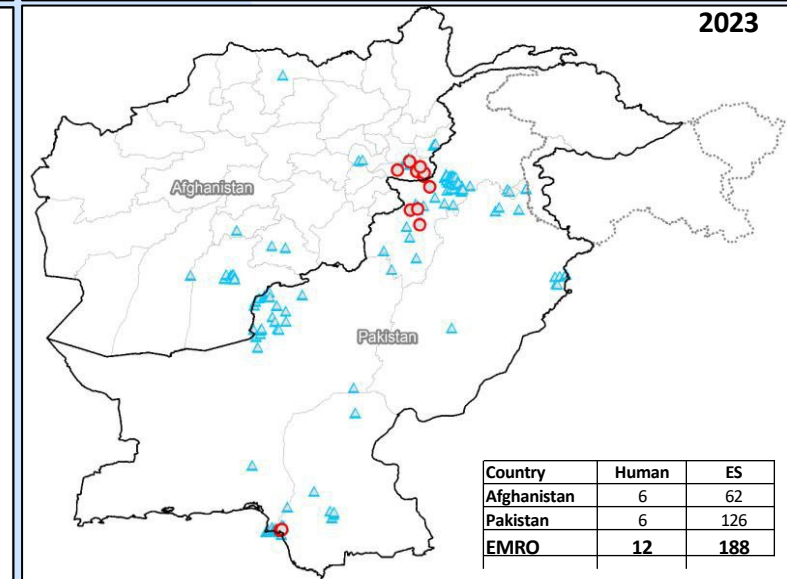 2023
Afghanistan
Pakistan
Country Human ES
Afghanistan 6 62
Pakistan 6 126
EMRO 12 188